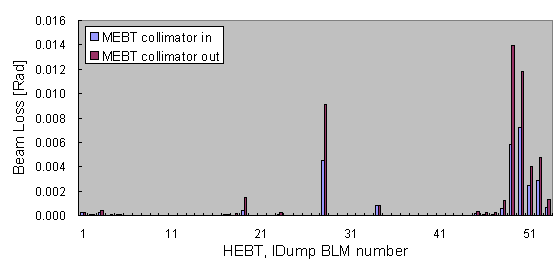 0.016
0.014
0.012
0.010
0.008
0.006
0.004
0.002
0.000
Beam Loss [Rad]
MEBT collimator in
MEBT collimator out
1 11 21 31 41 51
HEBT, IDump BLM number